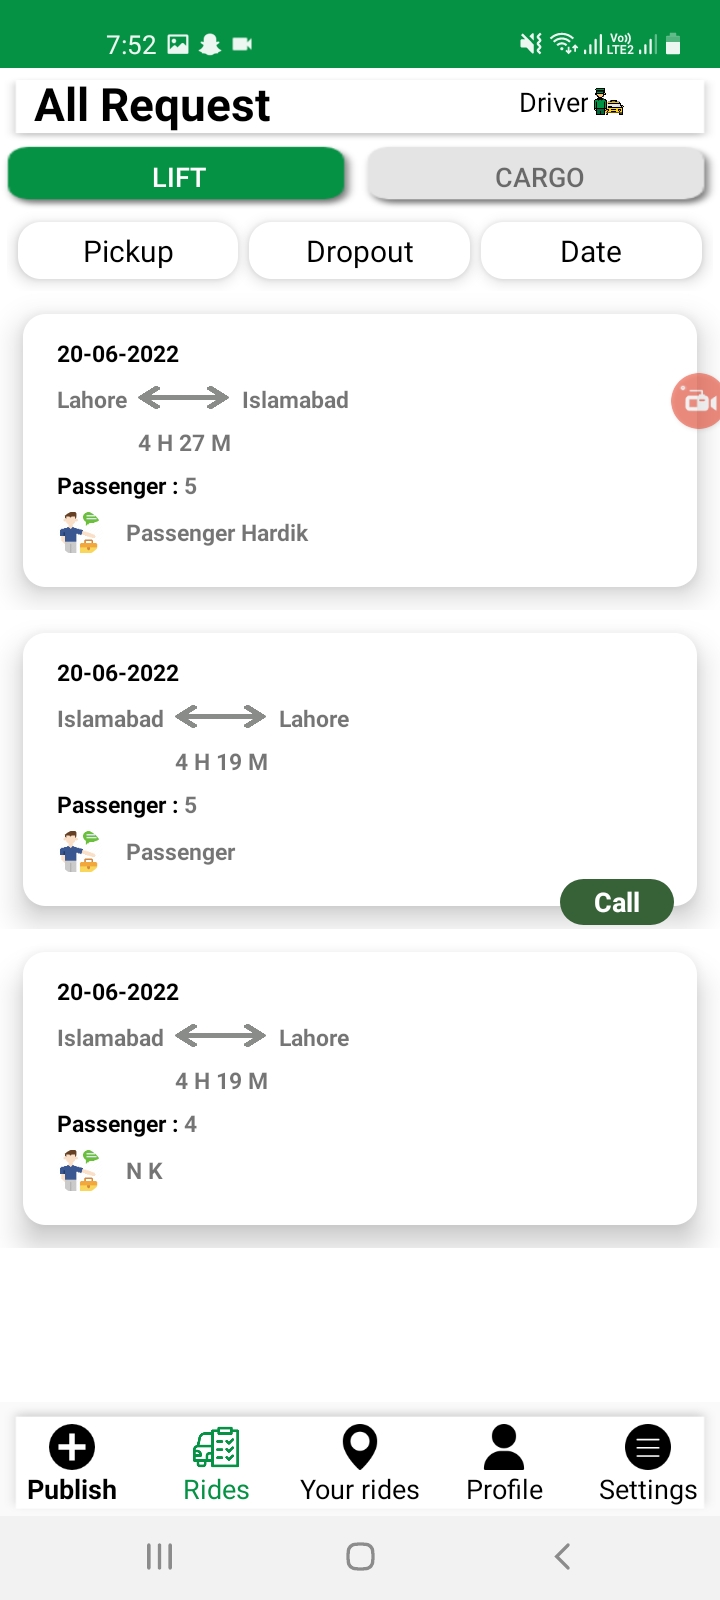 7:52 Vo)) LTE2
All Request Driver
LIFT CARGO
Pickup Dropout Date
20-06-2022
Lahore Islamabad
4 H 27 M
Passenger : 5
Passenger Hardik
20-06-2022
Islamabad Lahore
4 H 19 M
Passenger : 5
Passenger
Call
20-06-2022
Islamabad Lahore
4 H 19 M
Passenger : 4
N K
Publish Rides Your rides Profile Settings